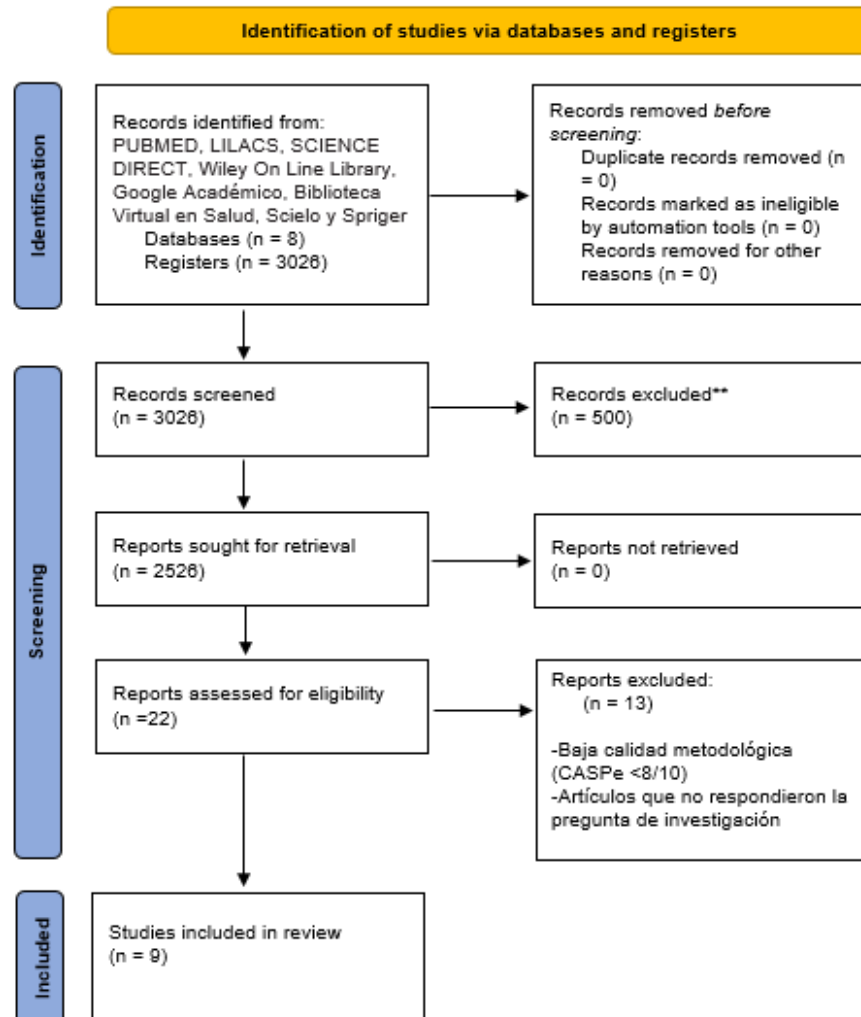 Identification of studies via databases and registers
Identification
Records identified from:
PUBMED, LILACS, SCIENCE
DIRECT, Wiley On Line Library,
Google Académico, Biblioteca
Virtual en Salud, Scielo y Spriger
Databases (n = 8)
Registers (n = 3026)
Records removed before
screening:
Duplicate records removed (n
= 0)
Records marked as ineligible
by automation tools (n = 0)
Records removed for other
reasons (n = 0)
Screening
Records screened
(n = 3026)
Records excluded**
(n = 500)
Reports sought for retrieval
(n = 2526)
Reports not retrieved
(n = 0)
Reports assessed for eligibility
(n =22)
Reports excluded:
(n = 13)
-Baja calidad metodológica
(CASPe <8/10)
-Artículos que no respondieron la
pregunta de investigación
Included
Studies included in review
(n = 9)